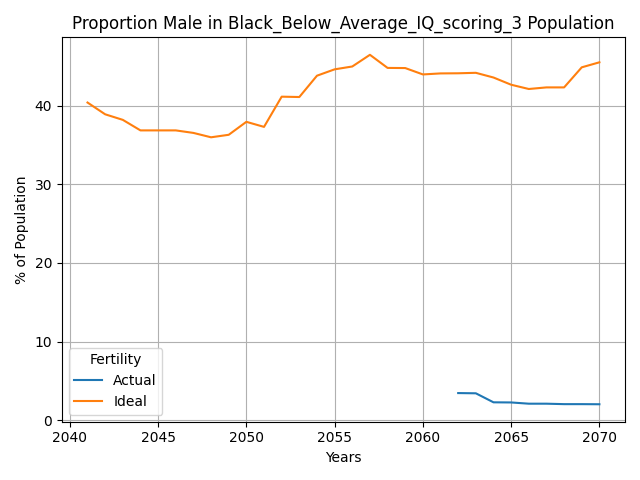 Proportion Male in Black_Below_Average_IQ_scoring_3 Population
% of Population
40
30
20
10
0
Fertility
Actual
Ideal
2040 2045 2050 2055 2060 2065 2070
Years